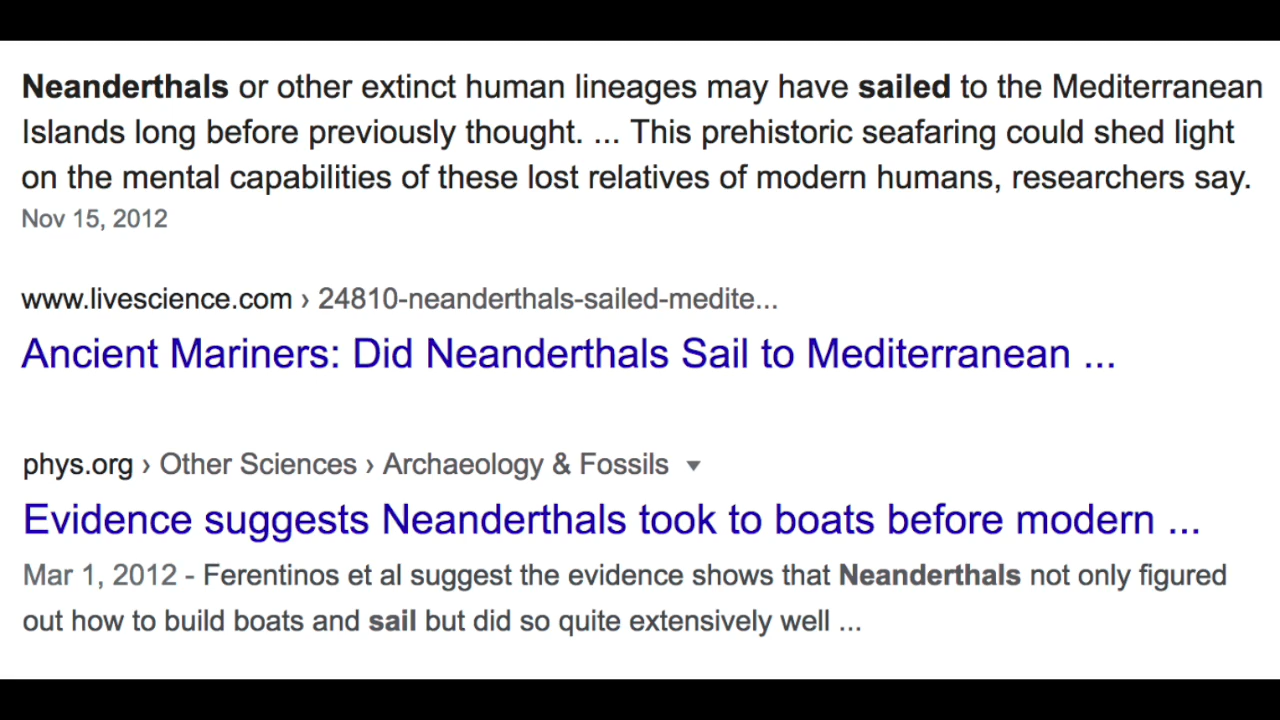 Neanderthals or other extinct human lineages may have sailed to the Mediterranean
Islands long before previously thought. ... This prehistoric seafaring could shed light
on the mental capabilities of these lost relatives of modern humans, researchers say.
Nov 15, 2012
www.livescience.com › 24810-neanderthals-sailed-medite...
Ancient Mariners: Did Neanderthals Sail to Mediterranean ...
phys.org › Other Sciences › Archaeology & Fossils ▼
Evidence suggests Neanderthals took to boats before modern ...
Mar 1, 2012 - Ferentinos et al suggest the evidence shows that Neanderthals not only figured
out how to build boats and sail but did so quite extensively well ...